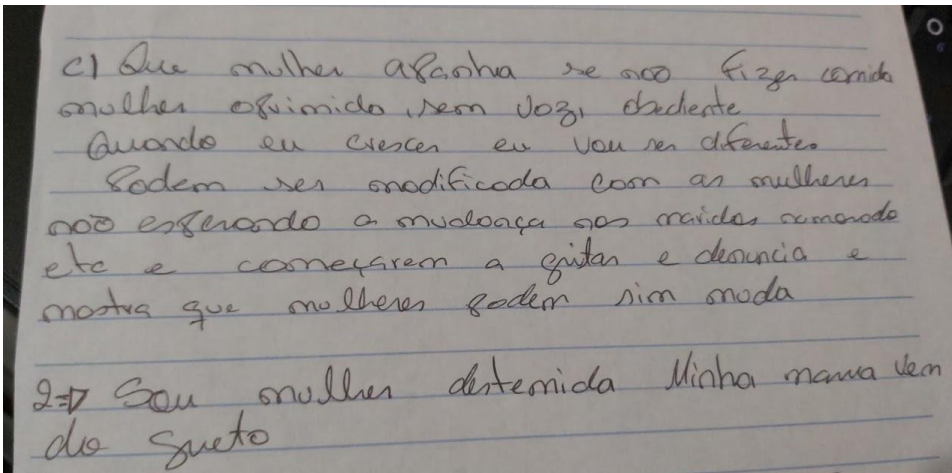 c) Que mulher apanha se não fizer comida
mulher oprimida, sem voz, obediente
Quando eu crescer eu vou ser diferente.
Podem ser modificada com as mulheres
não esperando a mudança nos maridos namorado
etc e começarem a gritar e denuncia e
mostra que mulheres podem sim muda
2=> Sou mulher destemida Minha marra vem
do gueto